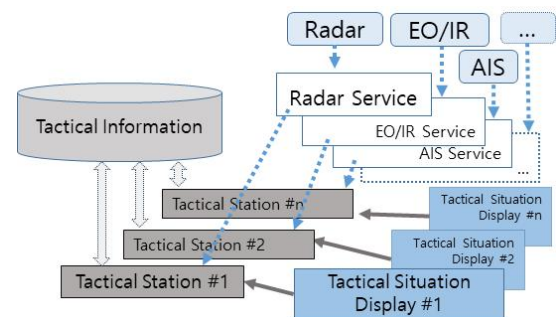 Radar
EO/IR
...
AIS
Radar Service
EO/IR Service
AIS Service
...
Tactical Information
Tactical Station #n
Tactical Station #2
Tactical Station #1
Tactical Situation
Display #n
Tactical Situation
Display #2
Tactical Situation
Display #1